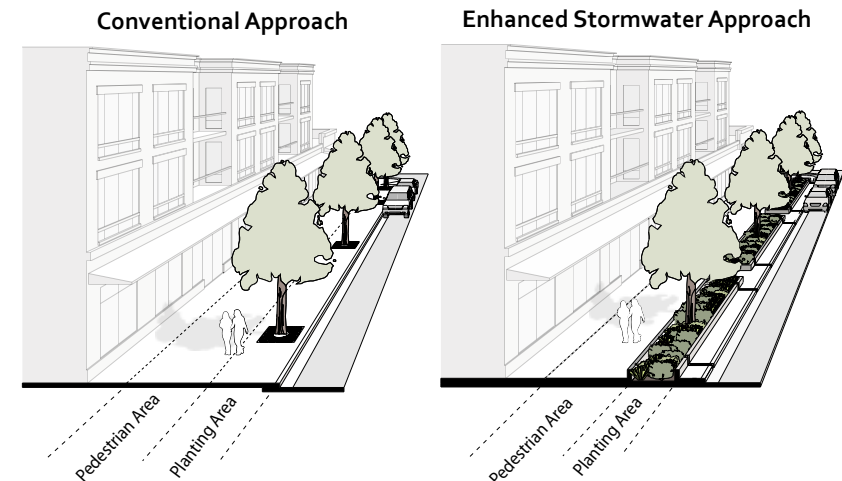 Conventional Approach
Enhanced Stormwater Approach
Pedestrian Area
Planting Area
Pedestrian Area
Planting Area